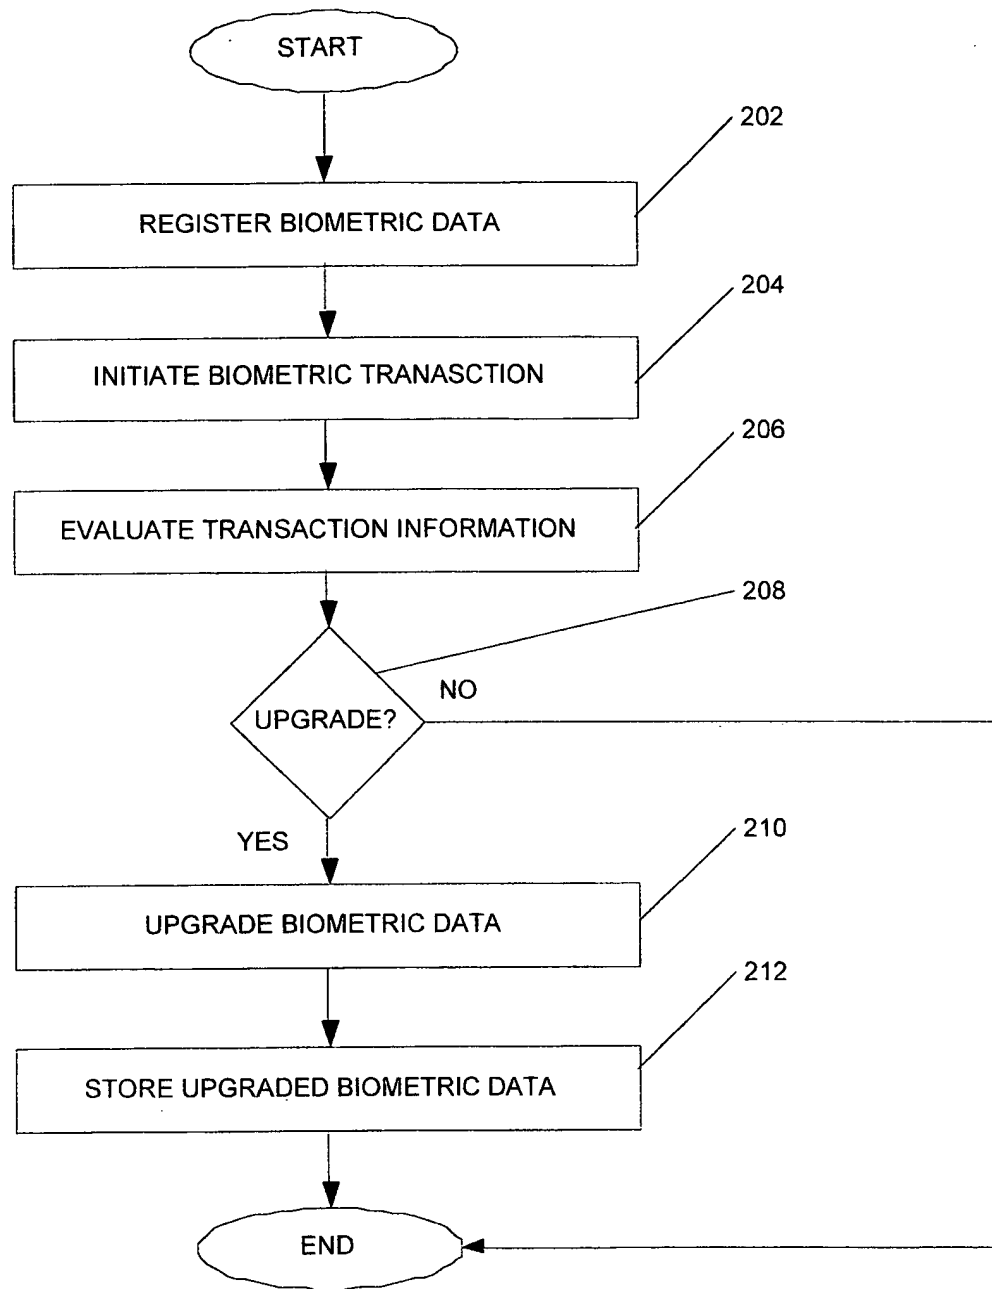 START
202
REGISTER BIOMETRIC DATA
204
INITIATE BIOMETRIC TRANASCTION
206
EVALUATE TRANSACTION INFORMATION
208
NO
UPGRADE?
YES
210
UPGRADE BIOMETRIC DATA
212
STORE UPGRADED BIOMETRIC DATA
END